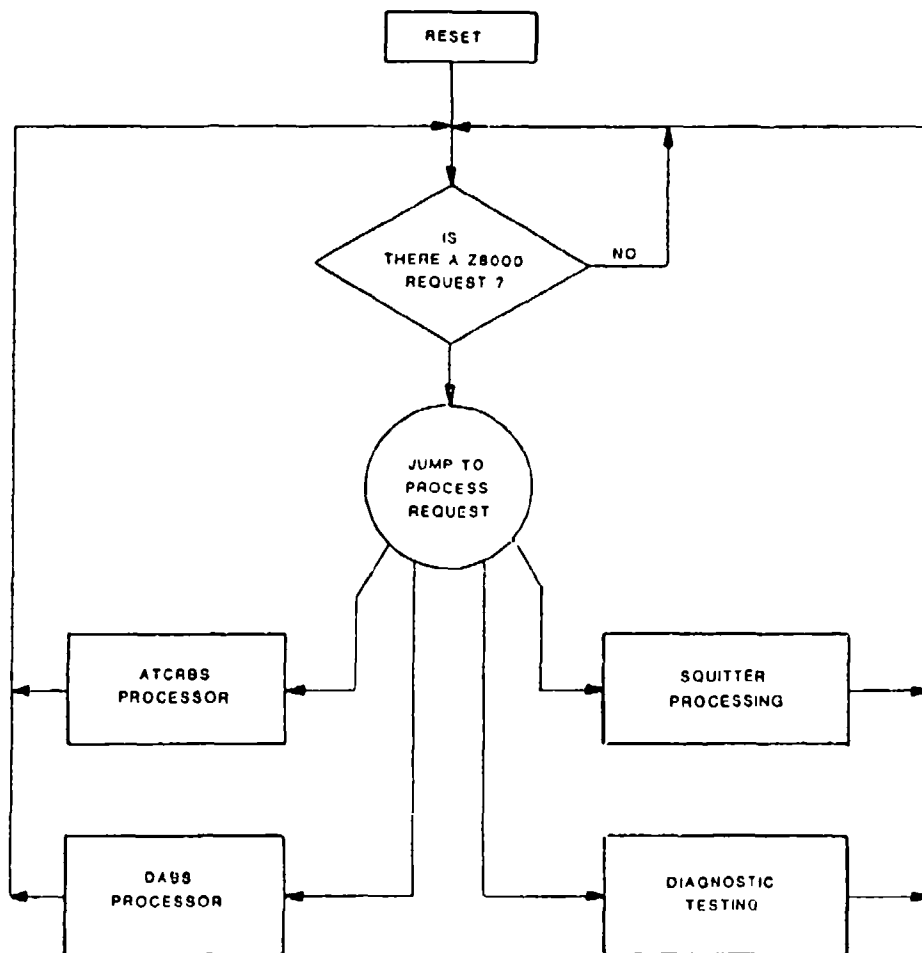 RESET
IS
THERE A Z8000
REQUEST ?
NO
JUMP TO
PROCESS
REQUEST
ATCRBS
PROCESSOR
SQUITTER
PROCESSING
DABS
PROCESSOR
DIAGNOSTIC
TESTING